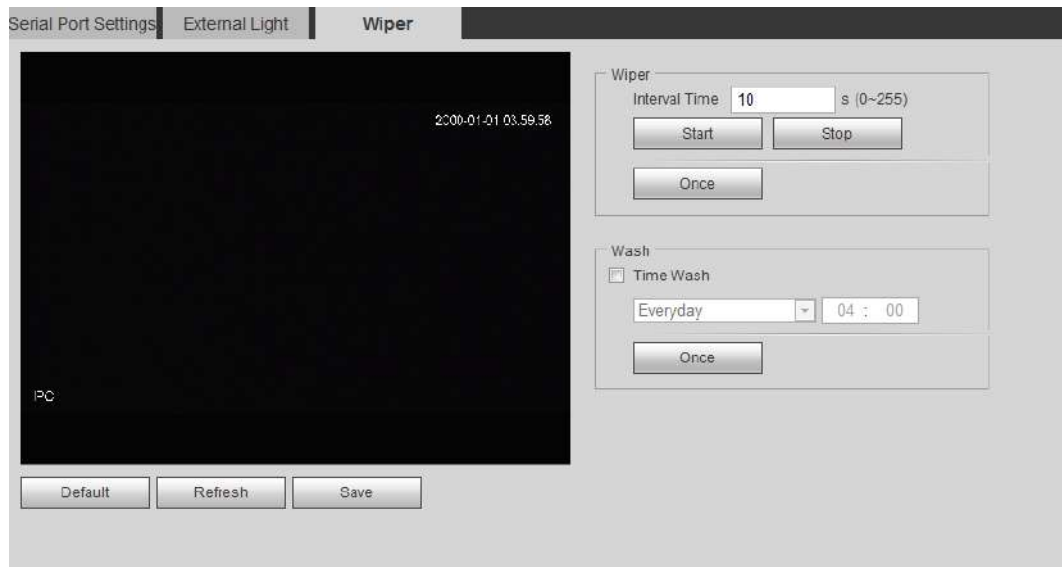 Serial Port Settings External Light Wiper
2000-01-01 03:59:58
IPC
Default Refresh Save
Wiper
Interval Time 10 s (0~255)
Start Stop
Once
Wash
Time Wash
Everyday 04 : 00
Once